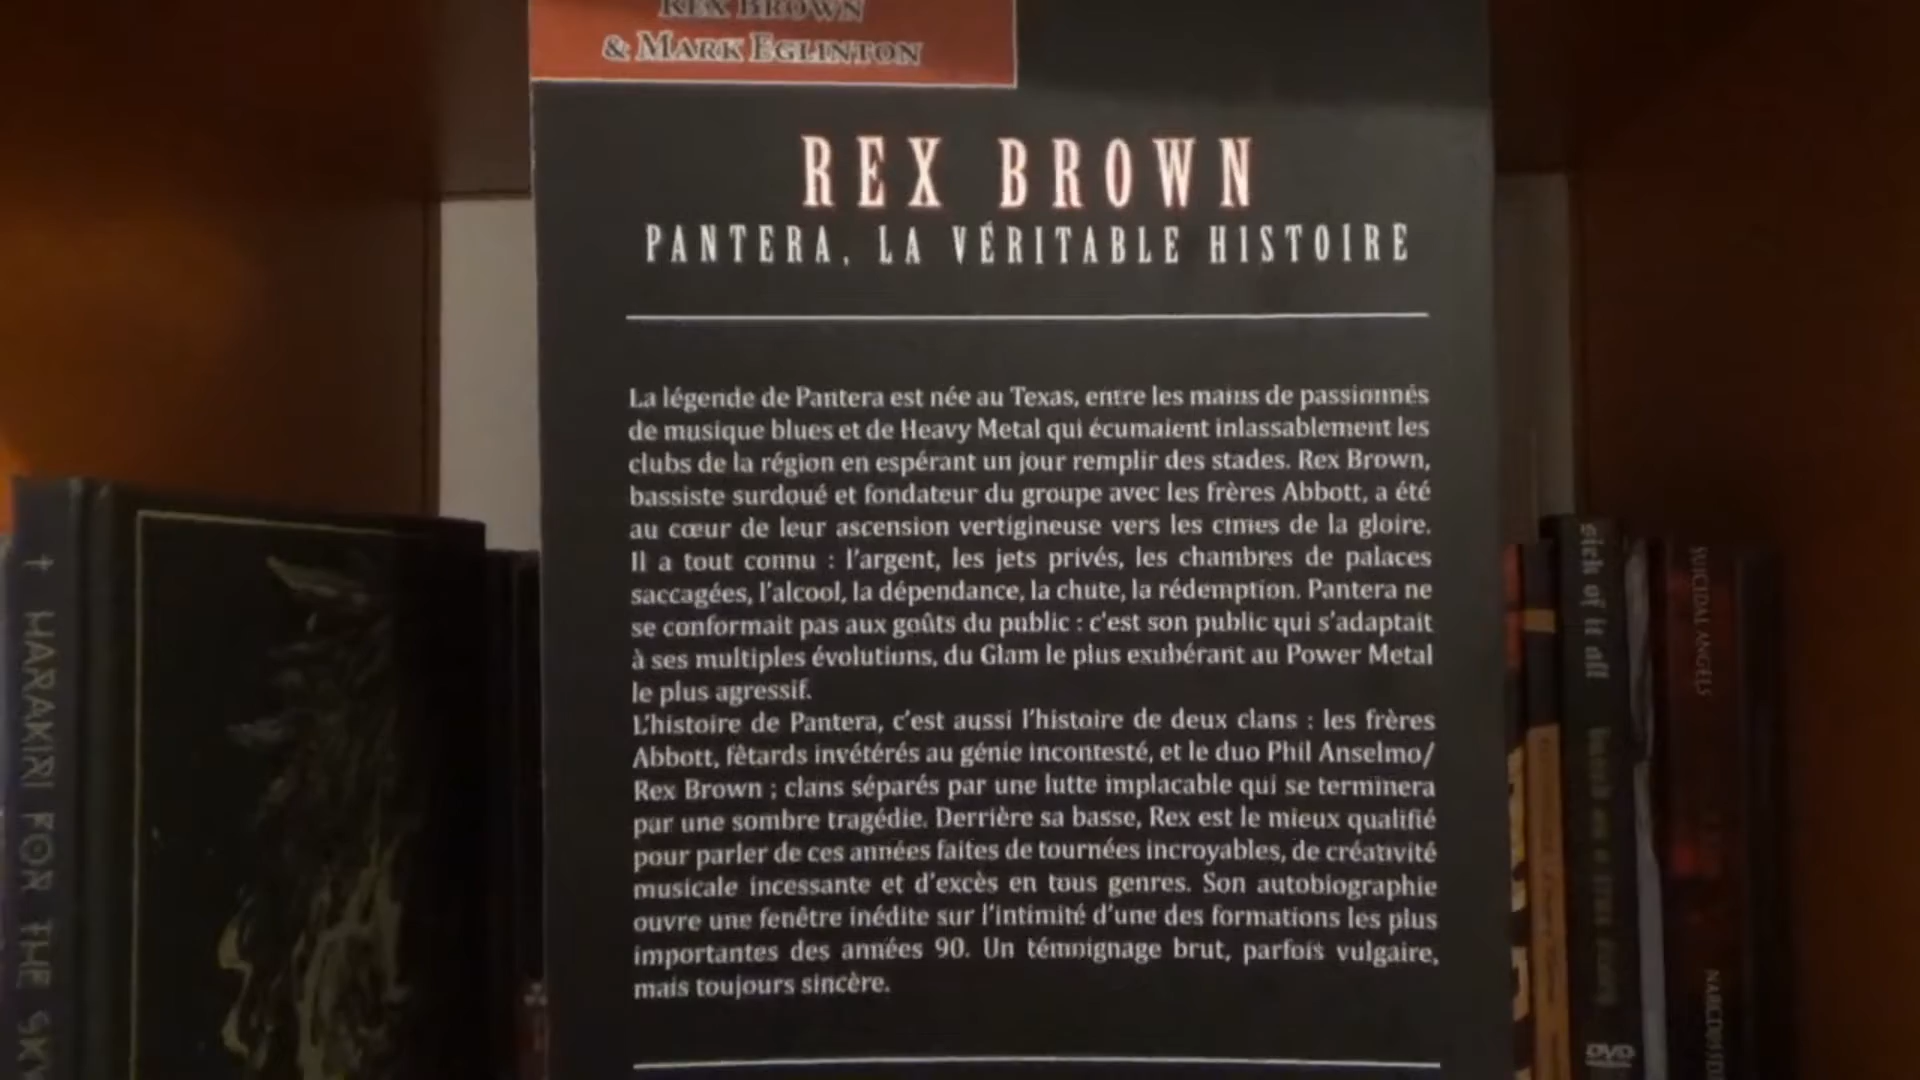 REX BROWN
& MARK EGLINTON
REX BROWN
PANTERA, LA VÉRITABLE HISTOIRE
La légende de Pantera est née au Texas, entre les mains de passionnés
de musique blues et de Heavy Metal qui écumaient inlassablement les
clubs de la région en espérant un jour remplir des stades. Rex Brown,
bassiste surdoué et fondateur du groupe avec les frères Abbott, a été
au cœur de leur ascension vertigineuse vers les cimes de la gloire.
Il a tout connu : l'argent, les jets privés, les chambres de palaces
saccagées, l'alcool, la dépendance, la chute, la rédemption. Pantera ne
se conformait pas aux goûts du public : c'est son public qui s'adaptait
à ses multiples évolutions, du Glam le plus exubérant au Power Metal
le plus agressif.
L'histoire de Pantera, c'est aussi l'histoire de deux clans : les frères
Abbott, fêtards invétérés au génie incontesté, et le duo Phil Anselmo/
Rex Brown ; clans séparés par une lutte implacable qui se terminera
par une sombre tragédie. Derrière sa basse, Rex est le mieux qualifié
pour parler de ces années faites de tournées incroyables, de créativité
musicale incessante et d'excès en tous genres. Son autobiographie
ouvre une fenêtre inédite sur l'intimité d'une des formations les plus
importantes des années 90. Un témoignage brut, parfois vulgaire,
mais toujours sincère.
HARAKIRI FOR THE SKY
sick of it all
DVD
SUICIDAL ANGELS